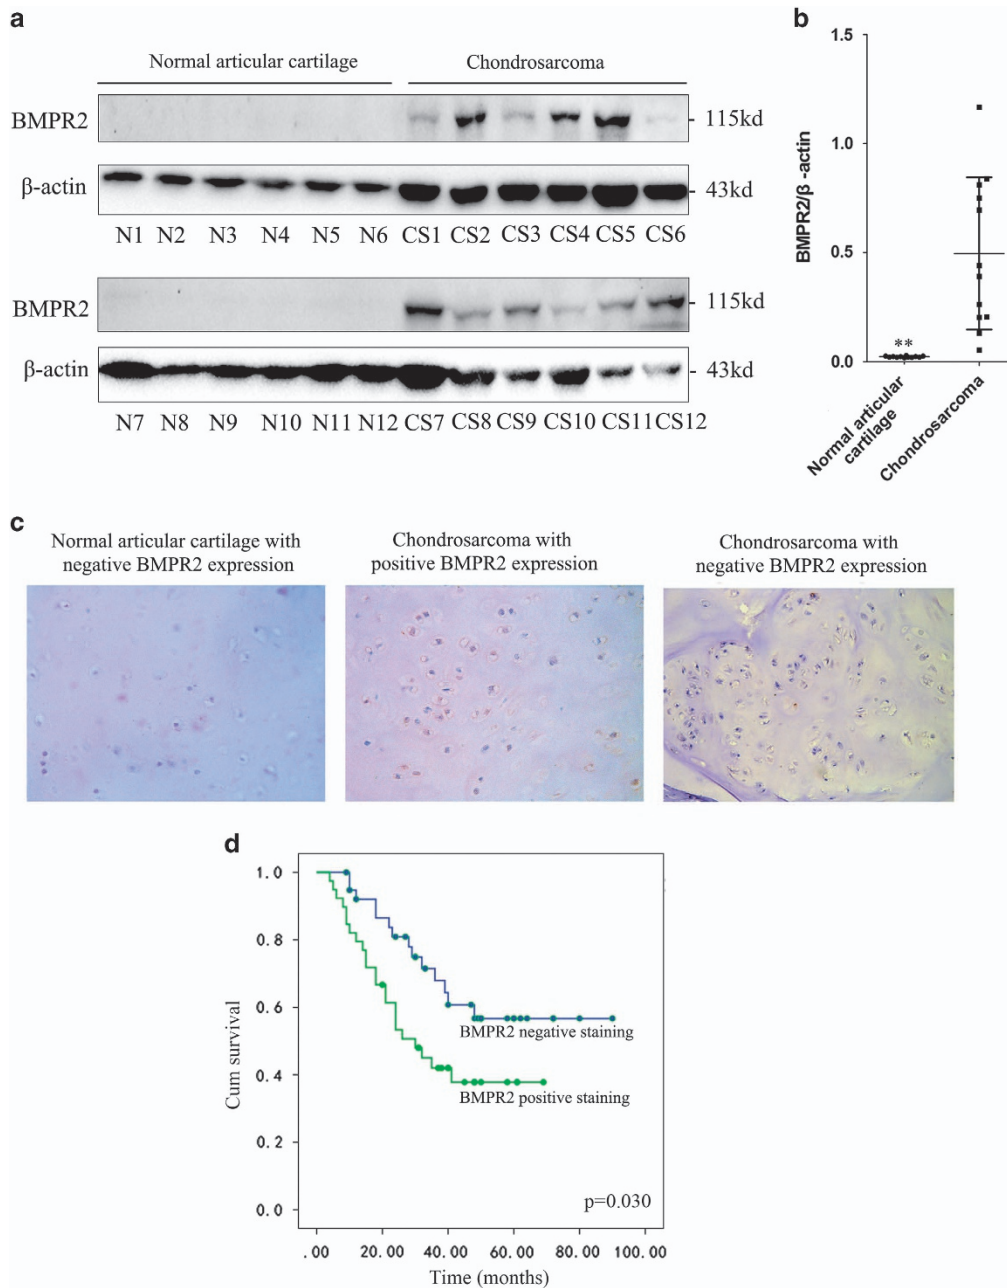 a
Normal articular cartilage
Chondrosarcoma
BMPR2
115kd
β-actin
43kd
N1 N2 N3 N4 N5 N6 CS1 CS2 CS3 CS4 CS5 CS6
BMPR2
115kd
β-actin
43kd
N7 N8 N9 N10 N11 N12 CS7 CS8 CS9 CS10 CS11 CS12
b
1.5
1.0
0.5
0.0
BMPR2/β -actin
**
Normal articular
cartilage
Chondrosarcoma
c
Normal articular cartilage with
negative BMPR2 expression
Chondrosarcoma with
positive BMPR2 expression
Chondrosarcoma with
negative BMPR2 expression
d
1.0
0.8
0.6
0.4
0.2
0.0
Cum survival
BMPR2 negative staining
BMPR2 positive staining
p=0.030
.00 20.00 40.00 60.00 80.00 100.00
Time (months)